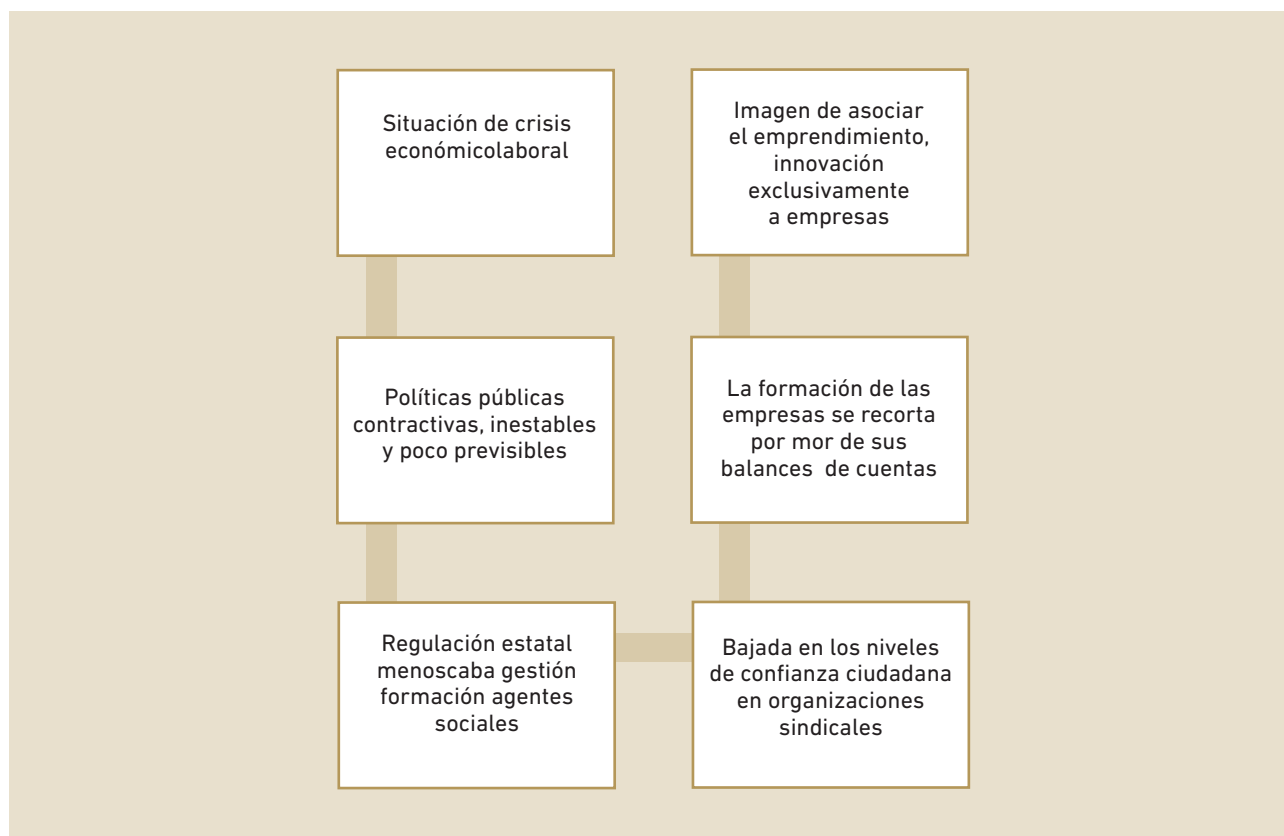 Situación de crisis
económicolaboral
Políticas públicas
contractivas, inestables
y poco previsibles
Regulación estatal
menoscaba gestión
formación agentes
sociales
Bajada en los niveles
de confianza ciudadana
en organizaciones
sindicales
La formación de las
empresas se recorta
por mor de sus
balances de cuentas
Imagen de asociar
el emprendimiento,
innovación
exclusivamente
a empresas